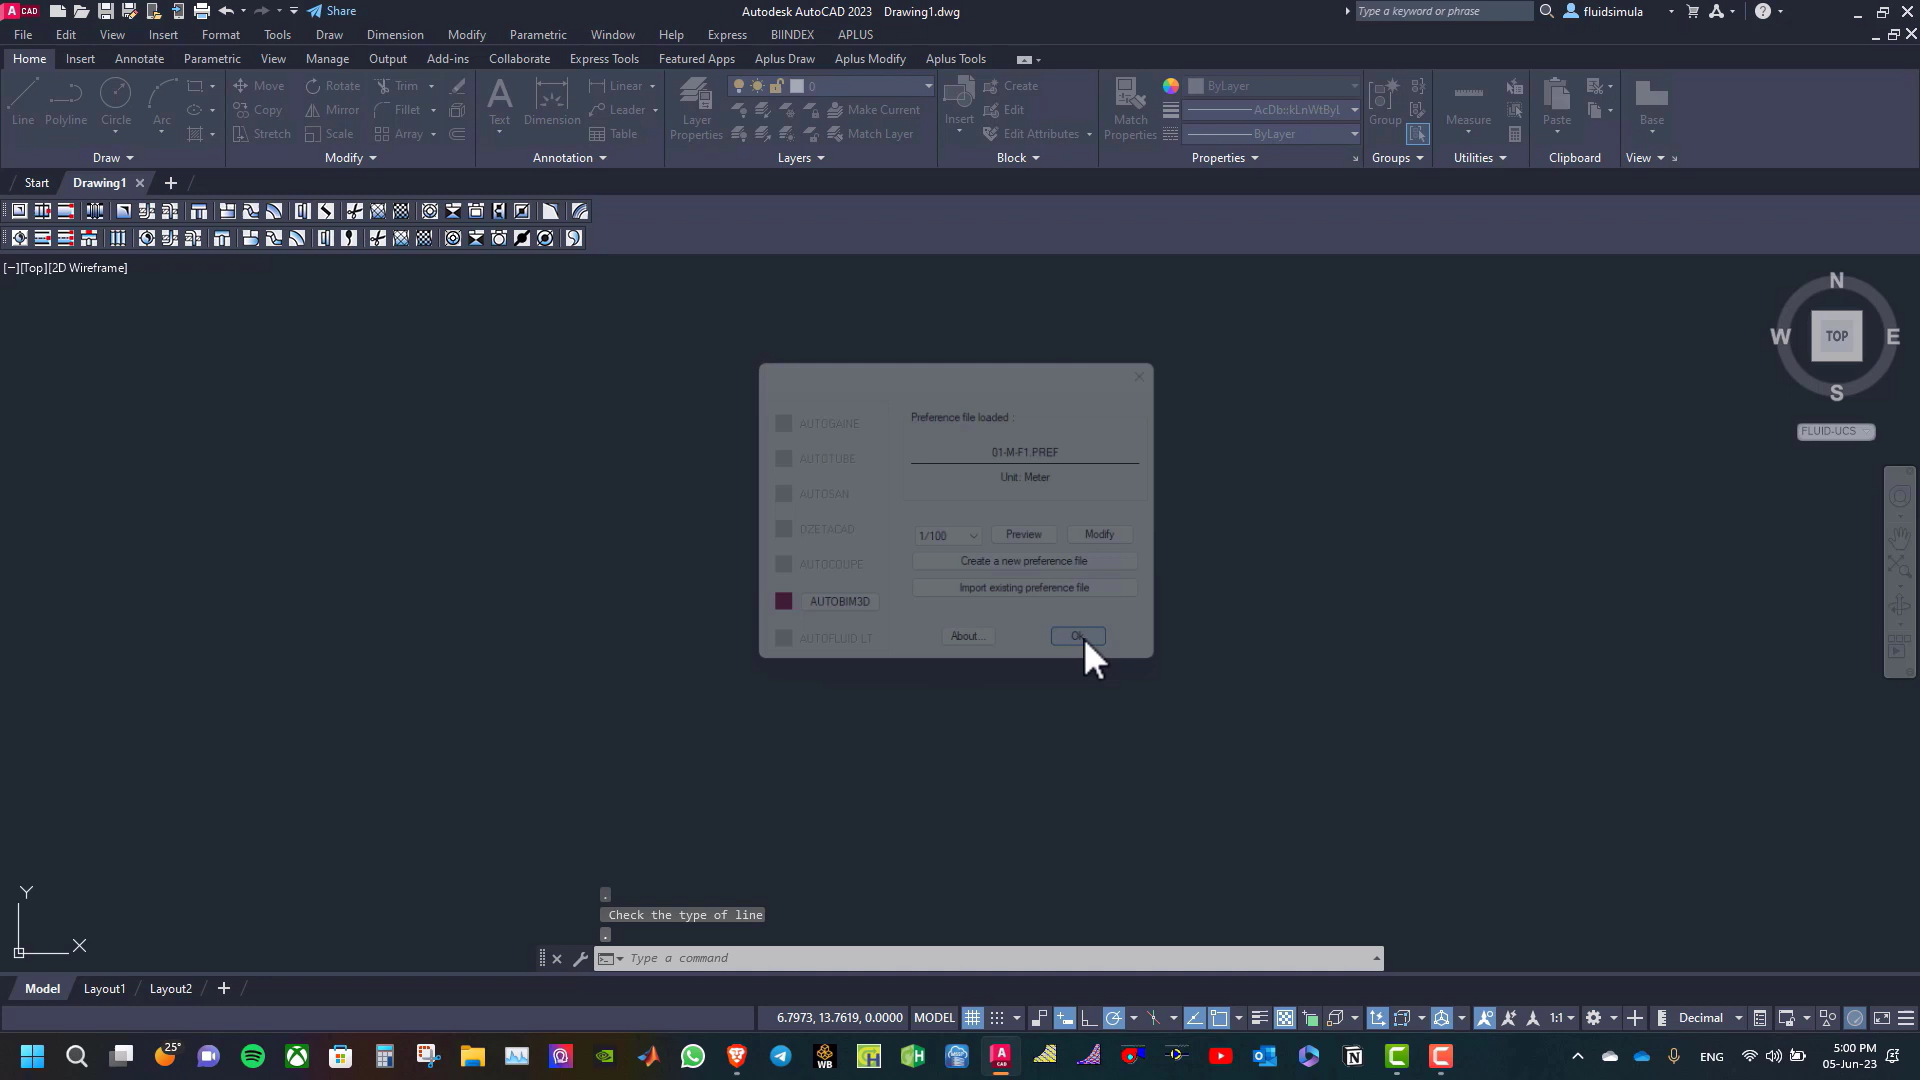 CAD Share Autodesk AutoCAD 2023 Drawing1.dwg Type a keyword or phrase fluidsimula
File Edit View Insert Format Tools Draw Dimension Modify Parametric Window Help Express BIINDEX APLUS
Home Insert Annotate Parametric View Manage Output Add-ins Collaborate Express Tools Featured Apps Aplus Draw Aplus Modify Aplus Tools
Line Polyline Circle Arc Move Rotate Trim Text Dimension Linear Layer Properties 0 Insert Create Match Properties ByLayer Group Measure Paste Base
Copy Mirror Fillet Leader Make Current Edit AcDb::kLnWtByL
Stretch Scale Array Table Match Layer Edit Attributes ByLayer
Draw Modify Annotation Layers Block Properties Groups Utilities Clipboard View
Start Drawing1
[−][Top][2D Wireframe]
N
W TOP E
S
FLUID-UCS
AUTOGAINE
AUTOTUBE
AUTOSAN
OZETACAD
AUTOCOUPE
AUTOBIM3D
AUTOFLUID LT
Preference file loaded :
01-M-F1.PREF
Unit: Meter
1/100 Preview Modify
Create a new preference file
Import existing preference file
About... Ok
Y
X
.
Check the type of line
.
Type a command
Model Layout1 Layout2
6.7973, 13.7619, 0.0000 MODEL 1:1 Decimal
25° WB ENG 5:00 PM
05-Jun-23